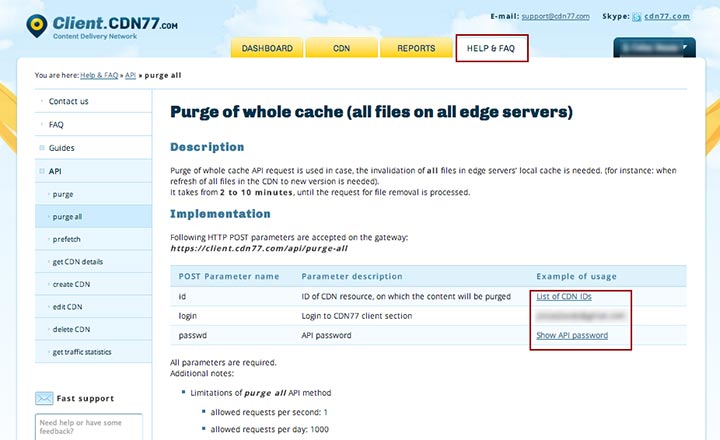 Client.CDN77.COM
Content Delivery Network
E-mail: support@cdn77.com Skype: cdn77.com
DASHBOARD CDN REPORTS HELP & FAQ
You are here: Help & FAQ » API » purge all
Contact us
FAQ
Guides
API
purge
purge all
prefetch
get CDN details
create CDN
edit CDN
delete CDN
get traffic statistics
Fast support
Need help or have some
feedback?
Purge of whole cache (all files on all edge servers)
Description
Purge of whole cache API request is used in case, the invalidation of all files in edge servers' local cache is needed. (for instance: when
refresh of all files in the CDN to new version is needed).
It takes from 2 to 10 minutes, until the request for file removal is processed.
Implementation
Following HTTP POST parameters are accepted on the gateway:
https://client.cdn77.com/api/purge-all
POST Parameter name Parameter description Example of usage
id ID of CDN resource, on which the content will be purged List of CDN IDs
login Login to CDN77 client section
passwd API password Show API password
All parameters are required.
Additional notes:
Limitations of purge all API method
allowed requests per second: 1
allowed requests per day: 1000